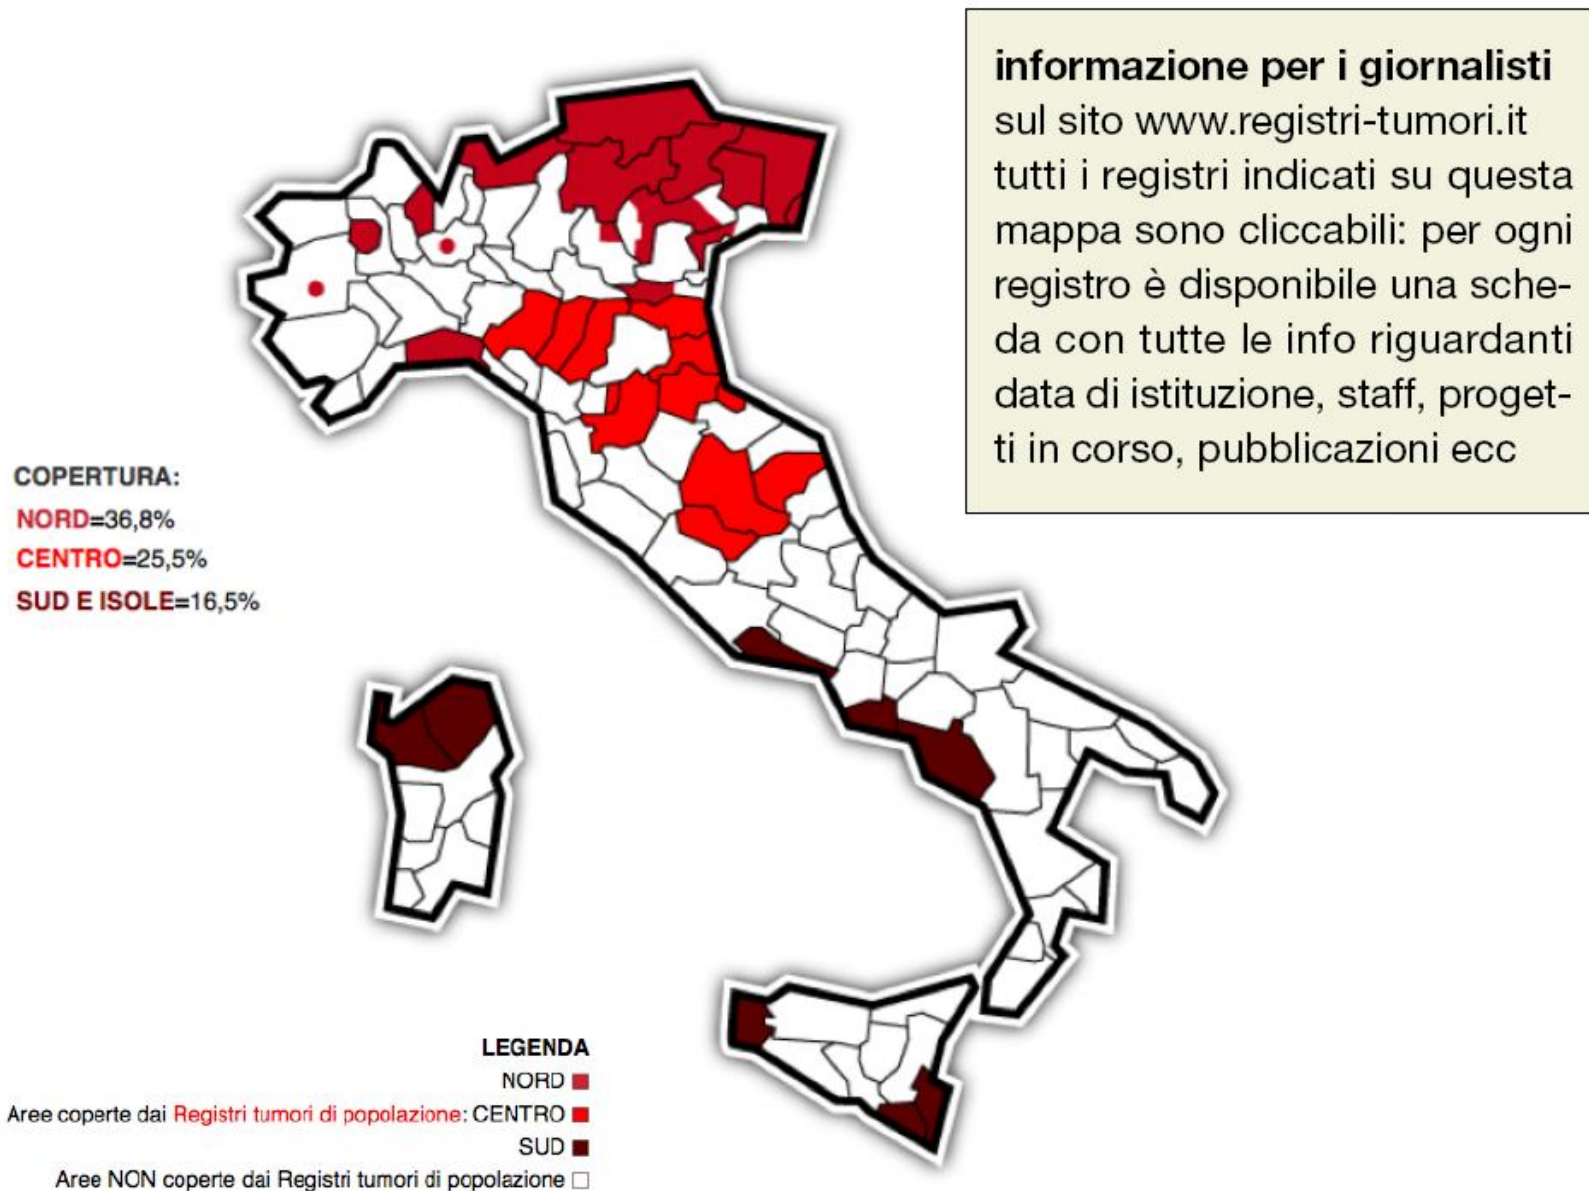 informazione per i giornalisti
sul sito www.registri-tumori.it
tutti i registri indicati su questa
mappa sono cliccabili: per ogni
registro è disponibile una sche-
da con tutte le info riguardanti
data di istituzione, staff, proget-
ti in corso, pubblicazioni ecc
COPERTURA:
NORD=36,8%
CENTRO=25,5%
SUD E ISOLE=16,5%
LEGENDA
NORD
Aree coperte dai Registri tumori di popolazione: CENTRO
SUD
Aree NON coperte dai Registri tumori di popolazione